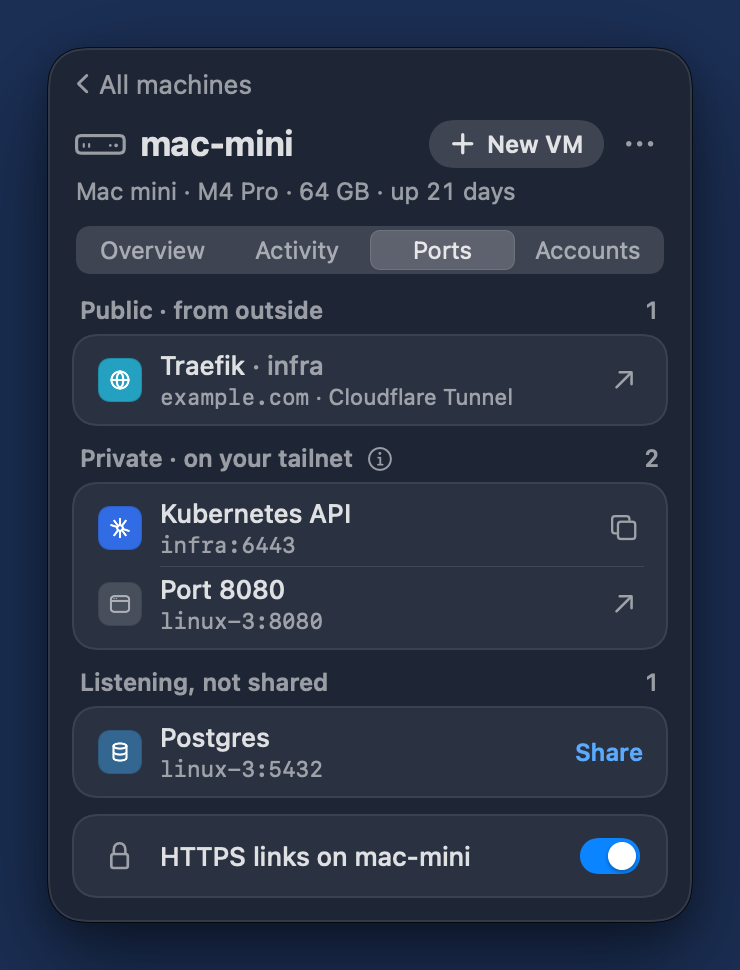 All machines
mac-mini
New VM
Mac mini · M4 Pro · 64 GB · up 21 days
Overview Activity Ports Accounts
Public · from outside 1
Traefik · infra
example.com · Cloudflare Tunnel
Private · on your tailnet 2
Kubernetes API
infra:6443
Port 8080
linux-3:8080
Listening, not shared 1
Postgres
linux-3:5432
Share
HTTPS links on mac-mini